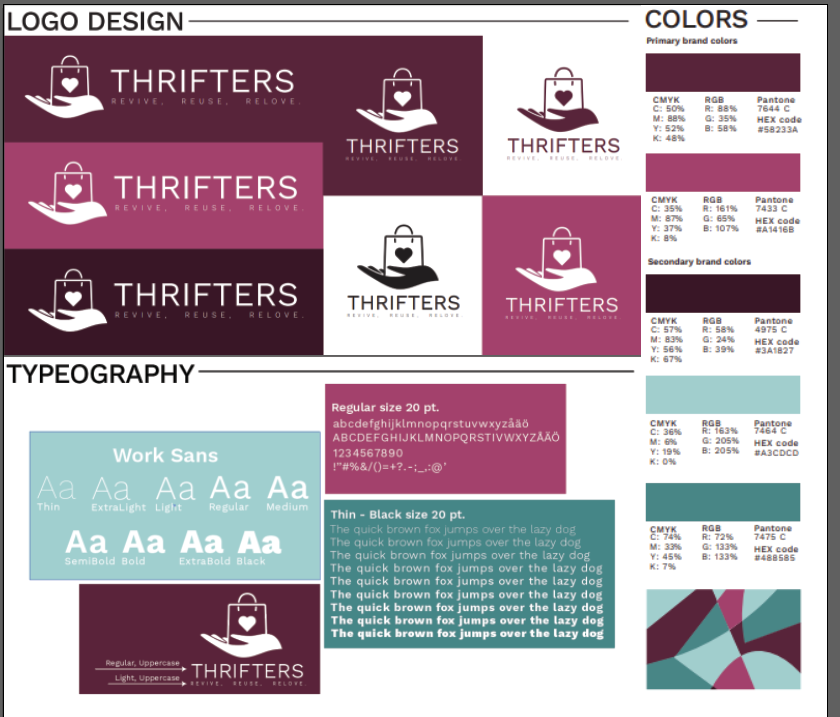 LOGO DESIGN
THRIFTERS
REVIVE, REUSE, RELOVE.
THRIFTERS
REVIVE, REUSE, RELOVE.
THRIFTERS
REVIVE, REUSE, RELOVE.
THRIFTERS
REVIVE, REUSE, RELOVE.
THRIFTERS
REVIVE, REUSE, RELOVE.
THRIFTERS
REVIVE, REUSE, RELOVE.
THRIFTERS
REVIVE, REUSE, RELOVE.
TYPEOGRAPHY
Work Sans
Aa Aa Aa Aa Aa
Thin ExtraLight Light Regular Medium
Aa Aa Aa Aa
SemiBold Bold ExtraBold Black
Regular size 20 pt.
abcdefghijklmnopqrstuvwxyzåäö
ABCDEFGHIJKLMNOPQRSTIVWXYZÅÄÖ
1234567890
!"#%&/()=+?.-;_,:@'
Thin - Black size 20 pt.
The quick brown fox jumps over the lazy dog
The quick brown fox jumps over the lazy dog
The quick brown fox jumps over the lazy dog
The quick brown fox jumps over the lazy dog
The quick brown fox jumps over the lazy dog
The quick brown fox jumps over the lazy dog
The quick brown fox jumps over the lazy dog
The quick brown fox jumps over the lazy dog
The quick brown fox jumps over the lazy dog
Regular, Uppercase
Light, Uppercase
THRIFTERS
REVIVE, REUSE, RELOVE.
COLORS
Primary brand colors
CMYK RGB Pantone
C: 50% R: 88% 7644 C
M: 88% G: 35% HEX code
Y: 52% B: 58% #58233A
K: 48%
CMYK RGB Pantone
C: 35% R: 161% 7433 C
M: 87% G: 65% HEX code
Y: 37% B: 107% #A1416B
K: 8%
Secondary brand colors
CMYK RGB Pantone
C: 57% R: 58% 4975 C
M: 83% G: 24% HEX code
Y: 56% B: 39% #3A1827
K: 67%
CMYK RGB Pantone
C: 36% R: 163% 7464 C
M: 6% G: 205% HEX code
Y: 19% B: 205% #A3CDCD
K: 0%
CMYK RGB Pantone
C: 74% R: 72% 7475 C
M: 33% G: 133% HEX code
Y: 45% B: 133% #488585
K: 7%